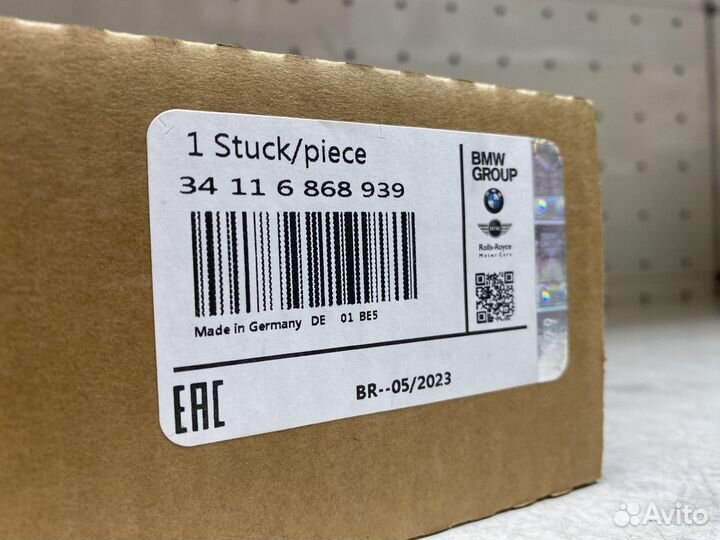 1 Stuck/piece
34 11 6 868 939
Made in Germany DE 01 BE5
BMW
GROUP
Rolls-Royce
Motor Cars
EAC
BR--05/2023
Avito